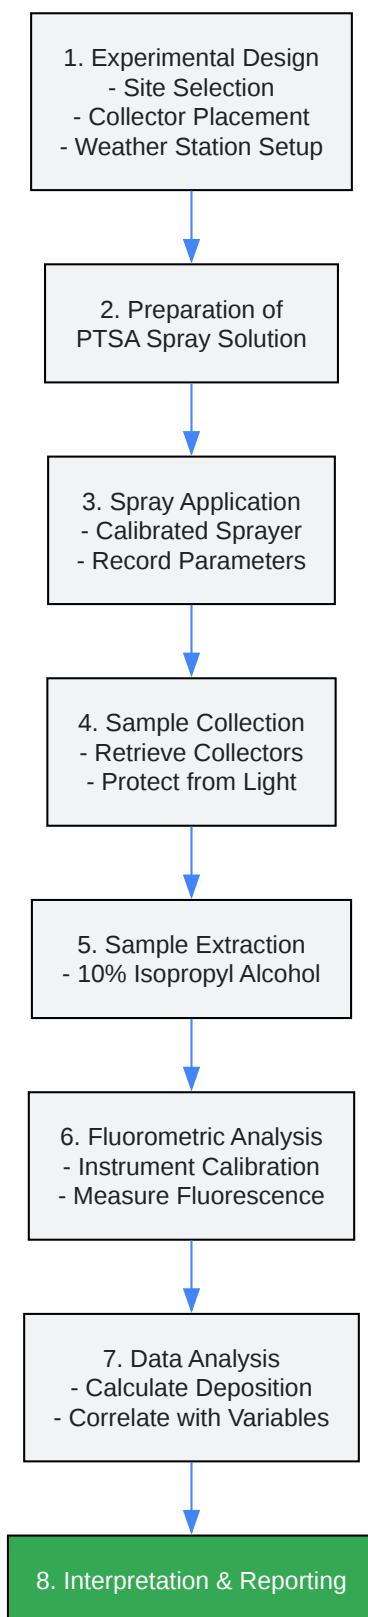 1. Experimental Design
- Site Selection
- Collector Placement
- Weather Station Setup
2. Preparation of
PTSA Spray Solution
3. Spray Application
- Calibrated Sprayer
- Record Parameters
4. Sample Collection
- Retrieve Collectors
- Protect from Light
5. Sample Extraction
- 10% Isopropyl Alcohol
6. Fluorometric Analysis
- Instrument Calibration
- Measure Fluorescence
7. Data Analysis
- Calculate Deposition
- Correlate with Variables
8. Interpretation & Reporting